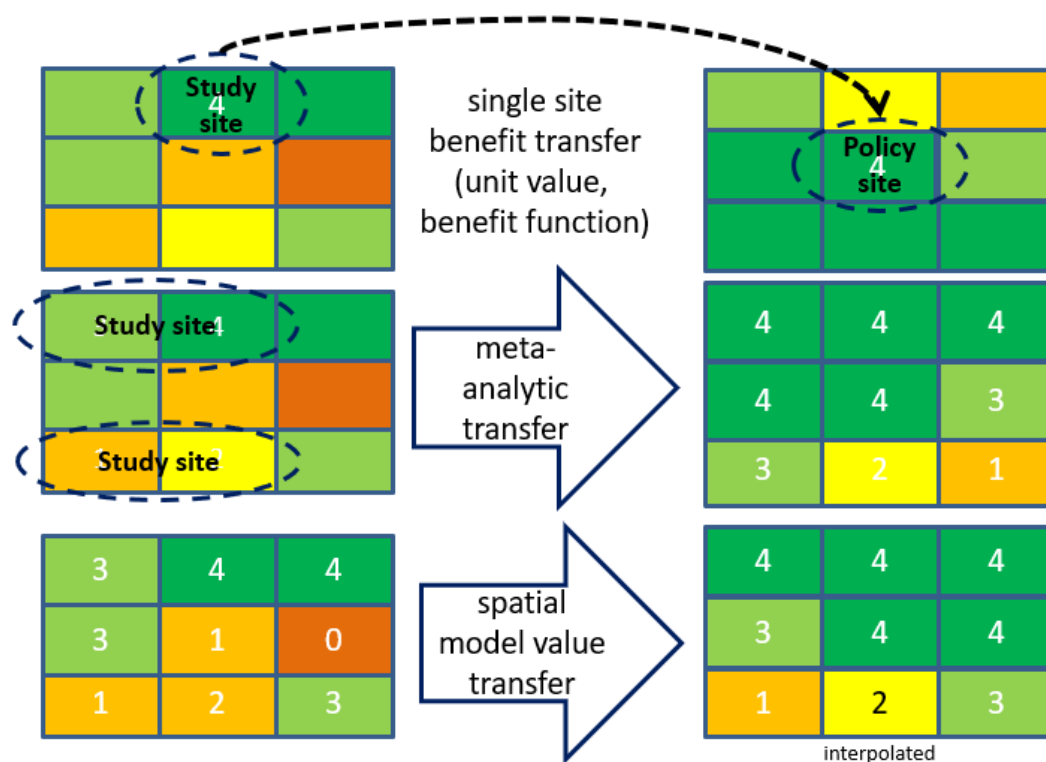 Study
4
site
single site
benefit transfer
(unit value,
benefit function)
Policy
4
site
Study site 4
Study site 2
meta-
analytic
transfer
4 4 4
4 4 3
3 2 1
3 4 4
3 1 0
1 2 3
spatial
model value
transfer
4 4 4
3 4 4
1 2 3
interpolated